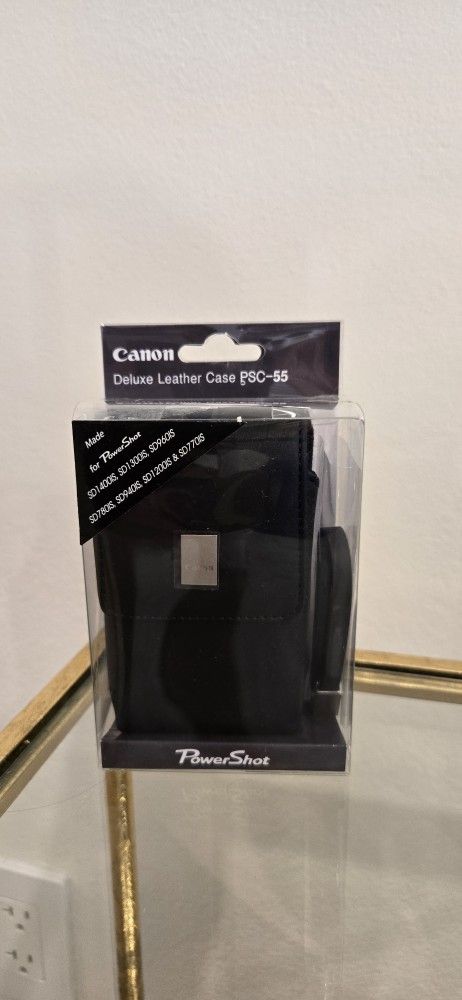 Canon
Deluxe Leather Case PSC-55
Made
for PowerShot
SD1400IS, SD1300IS, SD960IS
SD780IS, SD940IS, SD1200IS & SD770IS
Canon
PowerShot